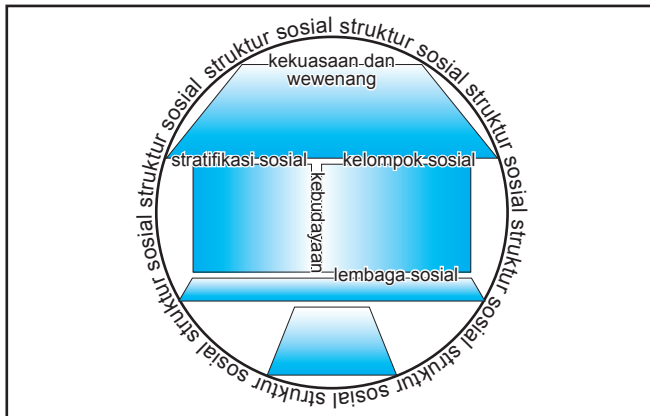 struktur sosial struktur sosial struktur sosial struktur sosial struktur sosial struktur sosial struktur sosial struktur sosial
kekuasaan dan
wewenang
stratifikasi sosial
kelompok sosial
kebudayaan
lembaga sosial